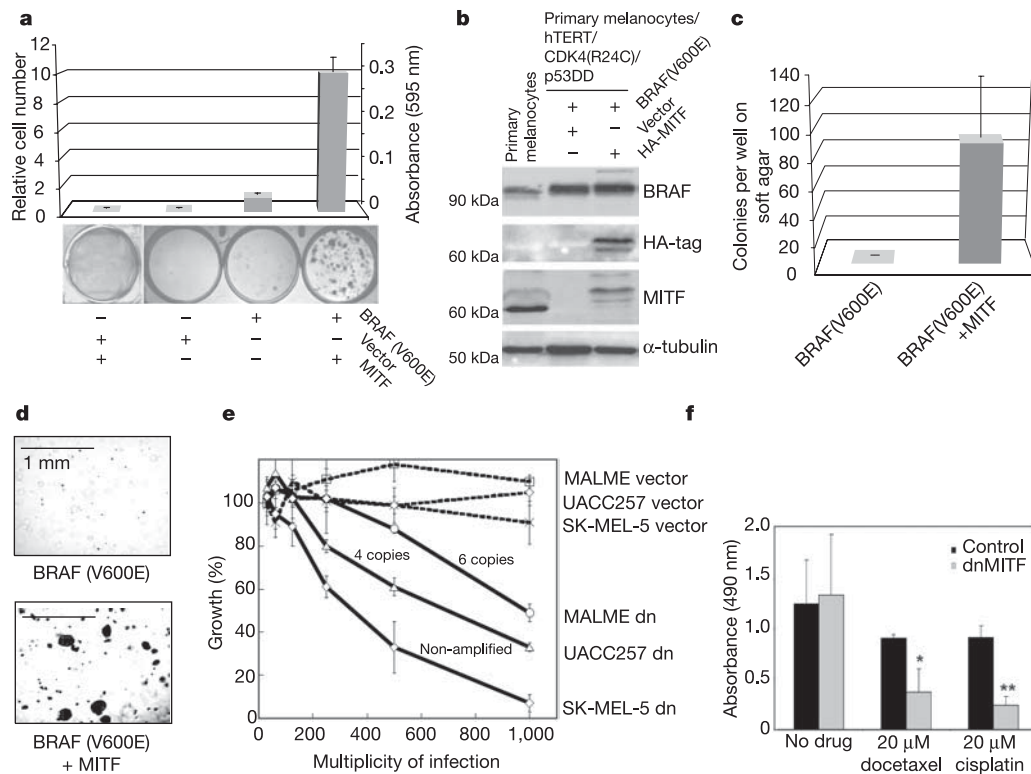 a
Relative cell number
12
10
8
6
4
2
0
0.3
0.2
0.1
0
Absorbance (595 nm)
– – + + BRAF (V600E)
+ + – – Vector
+ – – + MITF
b
Primary melanocytes/
hTERT/
CDK4(R24C)/
p53DD
Primary
melanocytes
+ + BRAF(V600E)
+ – Vector
– + HA-MITF
90 kDa BRAF
60 kDa HA-tag
60 kDa MITF
50 kDa α-tubulin
c
Colonies per well on
soft agar
140
120
100
80
60
40
20
0
BRAF(V600E)
BRAF(V600E)
+MITF
d
1 mm
BRAF (V600E)
BRAF (V600E)
+ MITF
e
Growth (%)
100
80
60
40
20
0
0 200 400 600 800 1,000
Multiplicity of infection
4 copies
6 copies
Non-amplified
MALME vector
UACC257 vector
SK-MEL-5 vector
MALME dn
UACC257 dn
SK-MEL-5 dn
f
Absorbance (490 nm)
2.0
1.5
1.0
0.5
0
Control
dnMITF
*
**
No drug
20 μM
docetaxel
20 μM
cisplatin